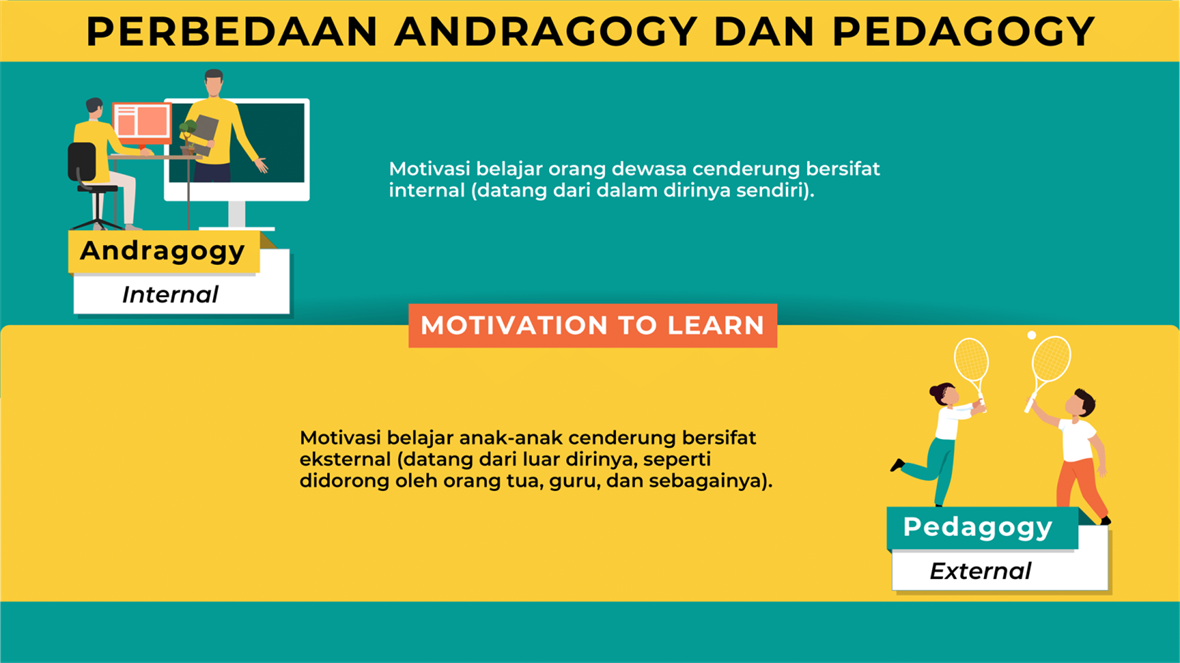 PERBEDAAN ANDRAGOGY DAN PEDAGOGY
Motivasi belajar orang dewasa cenderung bersifat
internal (datang dari dalam dirinya sendiri).
Andragogy
Internal
MOTIVATION TO LEARN
Motivasi belajar anak-anak cenderung bersifat
eksternal (datang dari luar dirinya, seperti
didorong oleh orang tua, guru, dan sebagainya).
Pedagogy
External